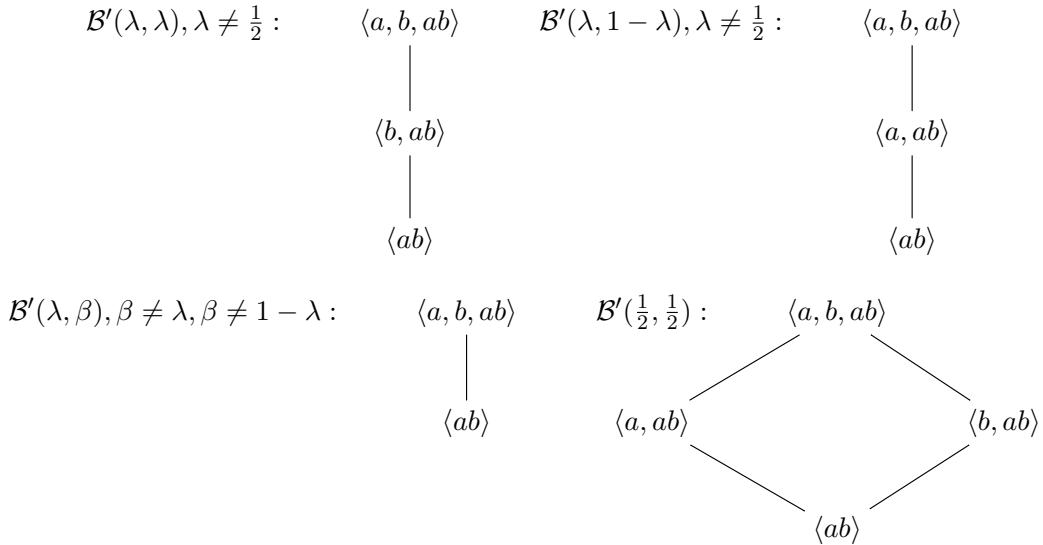 𝓑′(λ, λ), λ ≠ 1/2 : ⟨a, b, ab⟩ 𝓑′(λ, 1 − λ), λ ≠ 1/2 : ⟨a, b, ab⟩
⟨b, ab⟩ ⟨a, ab⟩
⟨ab⟩ ⟨ab⟩
𝓑′(λ, β), β ≠ λ, β ≠ 1 − λ : ⟨a, b, ab⟩ 𝓑′(1/2, 1/2) : ⟨a, b, ab⟩
⟨ab⟩ ⟨a, ab⟩ ⟨b, ab⟩
⟨ab⟩